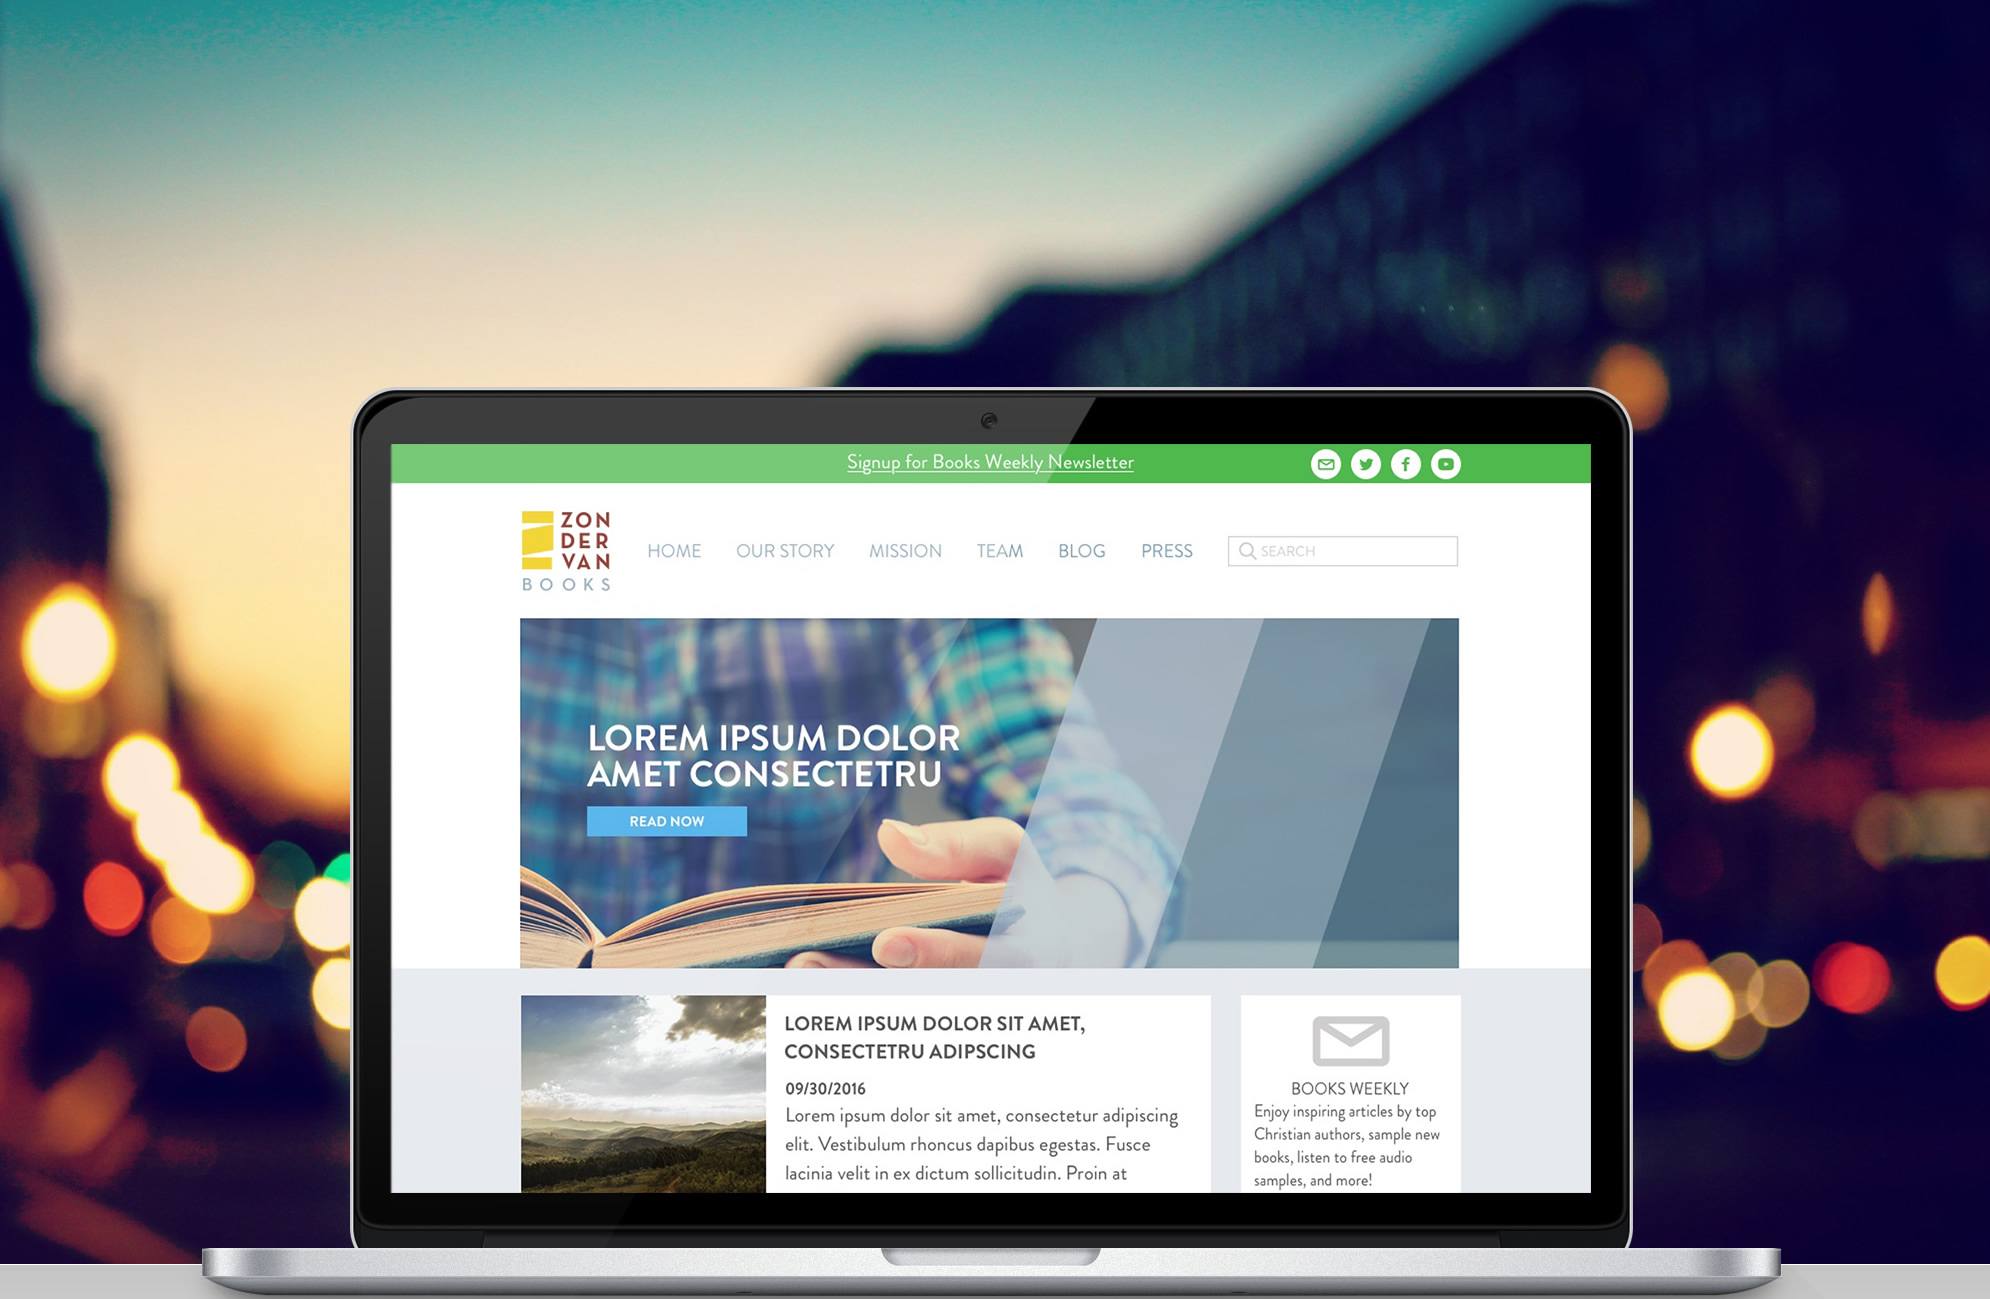 Signup for Books Weekly Newsletter
ZON
DER
VAN
BOOKS
HOME OUR STORY MISSION TEAM BLOG PRESS SEARCH
LOREM IPSUM DOLOR
AMET CONSECTETRU
READ NOW
LOREM IPSUM DOLOR SIT AMET,
CONSECTETRU ADIPSCING
09/30/2016
Lorem ipsum dolor sit amet, consectetur adipiscing
elit. Vestibulum rhoncus dapibus egestas. Fusce
lacinia velit in ex dictum sollicitudin. Proin at
BOOKS WEEKLY
Enjoy inspiring articles by top
Christian authors, sample new
books, listen to free audio
samples, and more!